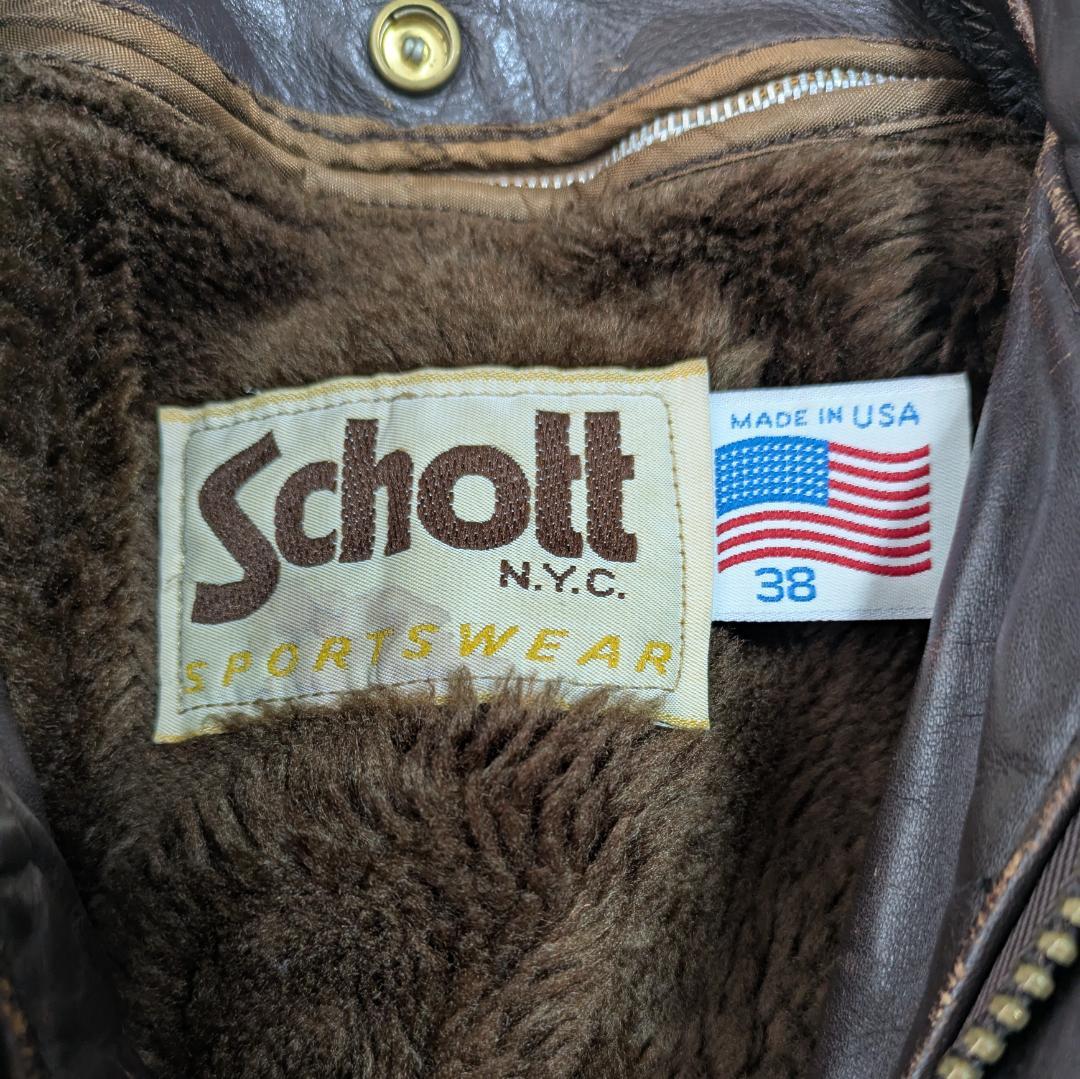 Schott
N.Y.C.
SPORTSWEAR
MADE IN USA
38